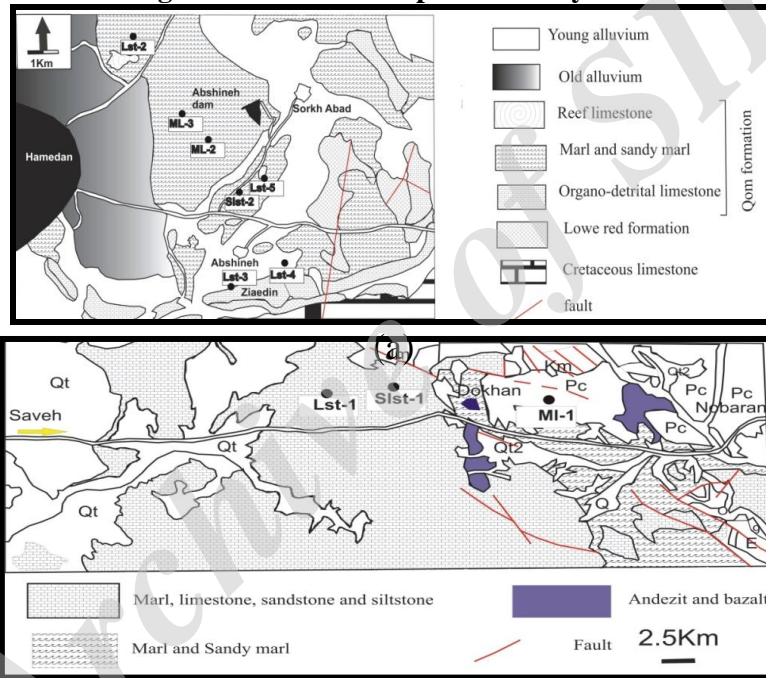 1Km
Lst-2
Abshineh
dam
Sorkh Abad
ML-3
ML-2
Hamedan
Lst-5
Slst-2
Abshineh
Lst-3
Lst-4
Ziaedin
Young alluvium
Old alluvium
Reef limestone
Marl and sandy marl
Organo-detrital limestone
Qom formation
Lowe red formation
Cretaceous limestone
fault
(a)
Qt
Saveh
Lst-1
Slst-1
Dokhan
Km
Pc
Ml-1
Qt2
Pc
Pc
Pc
Nobaran
Qt
Qt2
Qt
Q
E
Marl, limestone, sandstone and siltstone
Andezit and bazalt
Marl and Sandy marl
Fault
2.5Km
Archive of SI